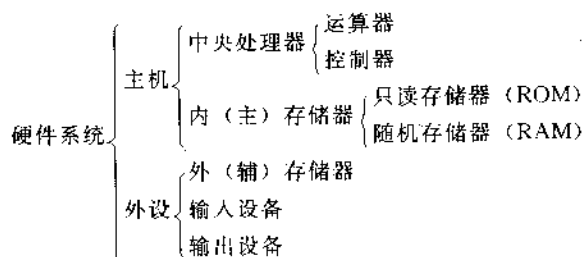 运算器
中央处理器
控制器
主机
只读存储器（ROM）
内（主）存储器
随机存储器（RAM）
硬件系统
外（辅）存储器
外设
输入设备
输出设备